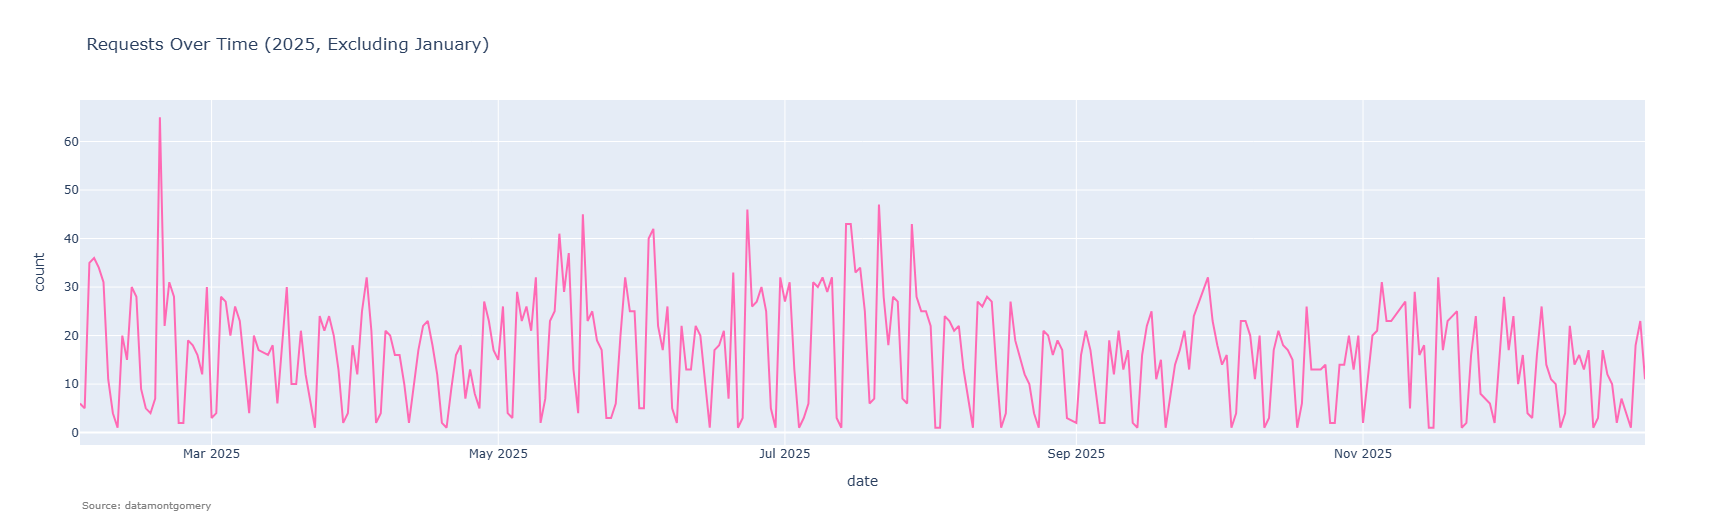 Requests Over Time (2025, Excluding January)
60
50
40
30
20
10
0
count
Mar 2025
May 2025
Jul 2025
Sep 2025
Nov 2025
date
Source: datamontgomery